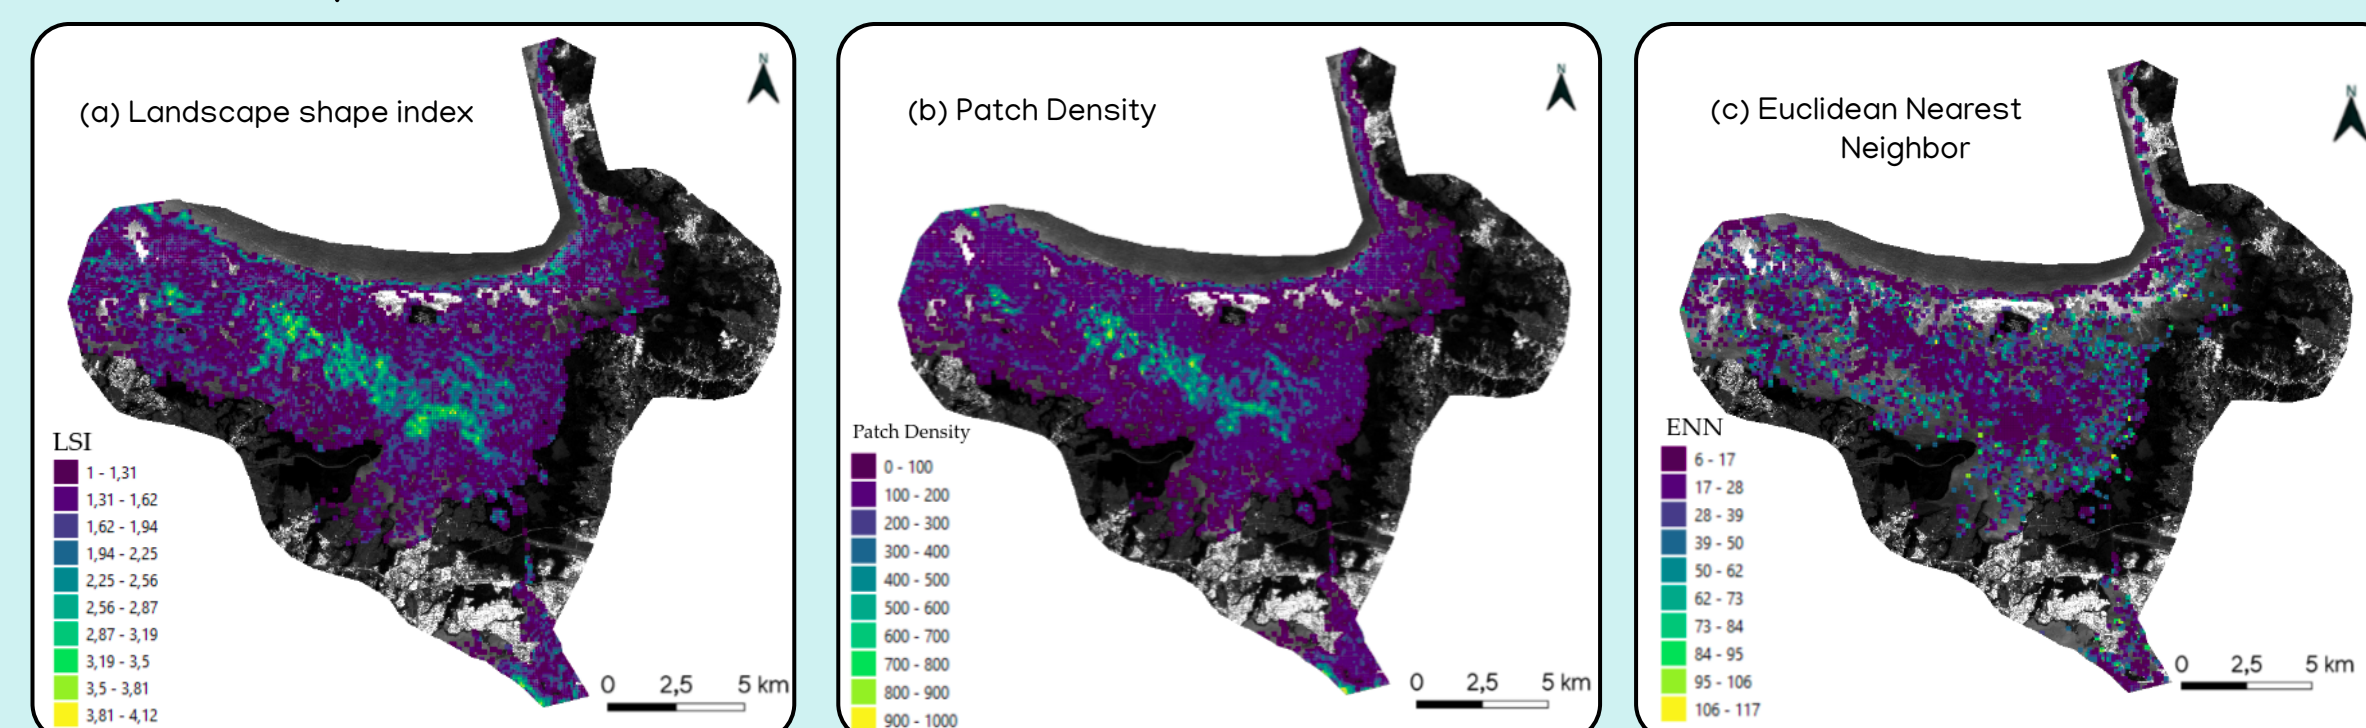 (a) Landscape shape index
N
LSI
1 - 1,31
1,31 - 1,62
1,62 - 1,94
1,94 - 2,25
2,25 - 2,56
2,56 - 2,87
2,87 - 3,19
3,19 - 3,5
3,5 - 3,81
3,81 - 4,12
0 2,5 5 km
(b) Patch Density
N
Patch Density
0 - 100
100 - 200
200 - 300
300 - 400
400 - 500
500 - 600
600 - 700
700 - 800
800 - 900
900 - 1000
0 2,5 5 km
(c) Euclidean Nearest
Neighbor
N
ENN
6 - 17
17 - 28
28 - 39
39 - 50
50 - 62
62 - 73
73 - 84
84 - 95
95 - 106
106 - 117
0 2,5 5 km